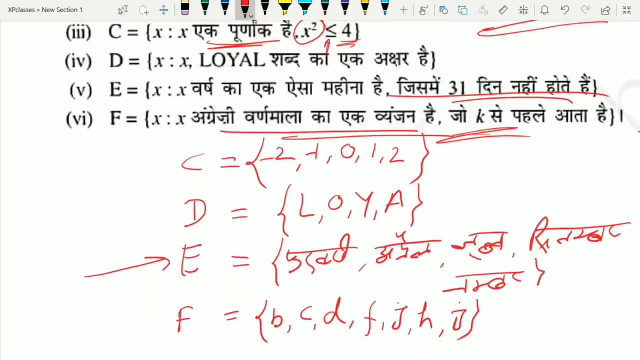 XPclasses » New Section 1
(iii) C = {x : x एक पूर्णांक है, x² ≤ 4}
(iv) D = {x : x, LOYAL शब्द का एक अक्षर है}
(v) E = {x : x वर्ष का एक ऐसा महीना है, जिसमें 31 दिन नहीं होते हैं}
(vi) F = {x : x अंग्रेजी वर्णमाला का एक व्यंजन है, जो k से पहले आता है}।
C = {-2, -1, 0, 1, 2}
D = {L, O, Y, A}
E = {फरवरी, अप्रैल, जून, सितम्बर
नम्बर}
F = {b, c, d, f, j, h, j}